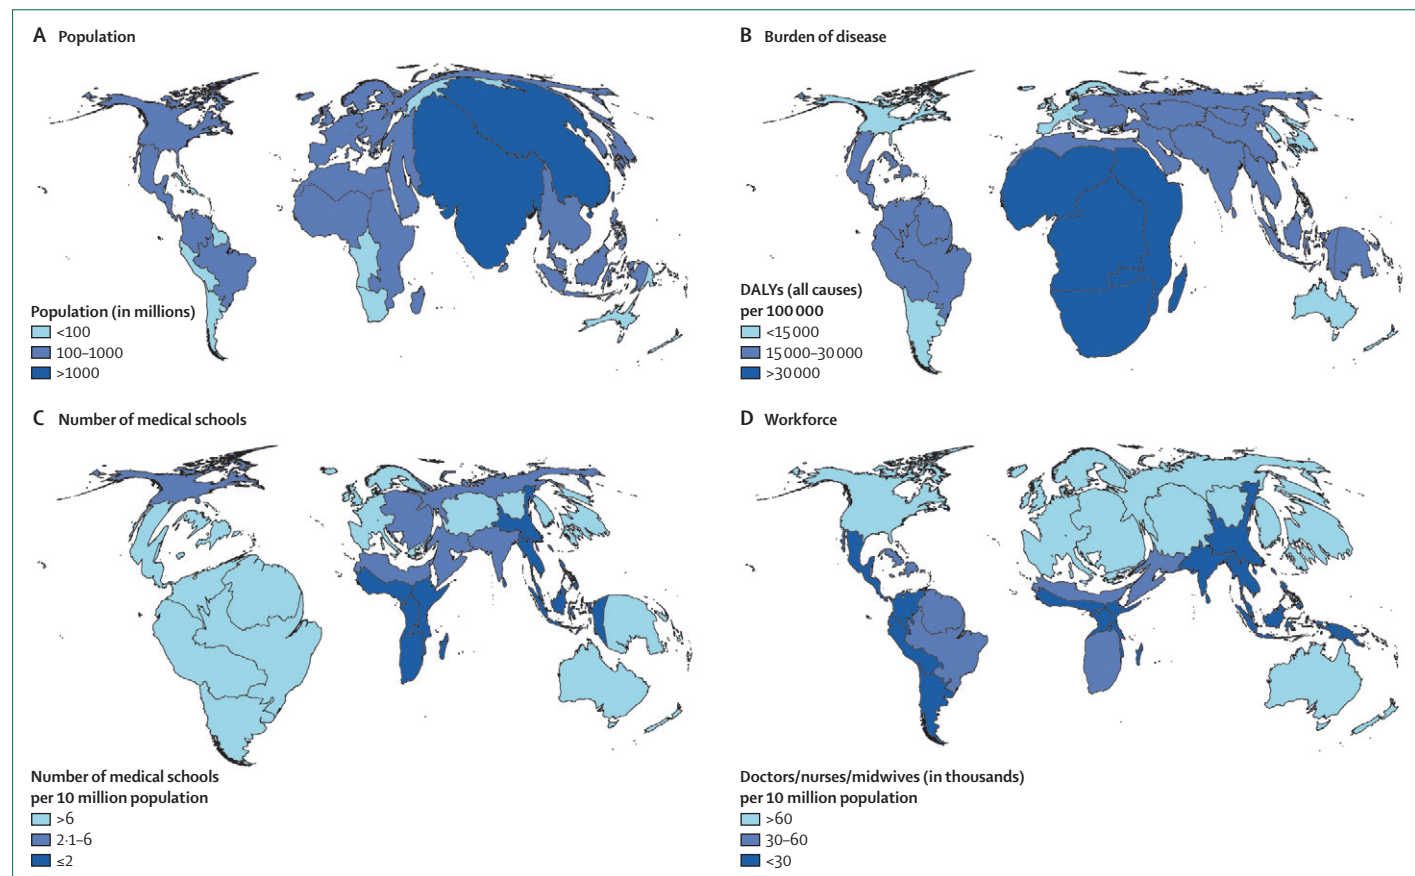 A Population
Population (in millions)
<100
100–1000
>1000
B Burden of disease
DALYs (all causes)
per 100 000
<15 000
15 000–30 000
>30 000
C Number of medical schools
Number of medical schools
per 10 million population
>6
2·1–6
≤2
D Workforce
Doctors/nurses/midwives (in thousands)
per 10 million population
>60
30–60
<30